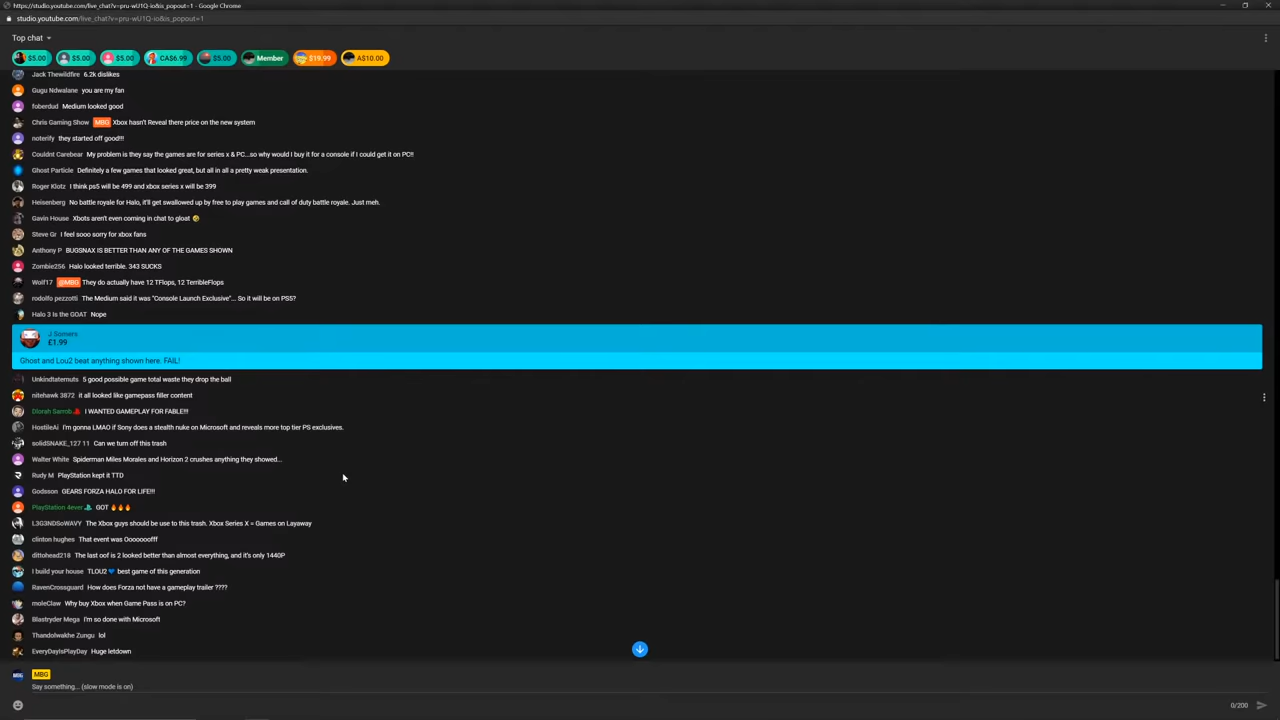 https://studio.youtube.com/live_chat?v=pru-wU1Q-io&is_popout=1 - Google Chrome
studio.youtube.com/live_chat?v=pru-wU1Q-io&is_popout=1
Top chat
$5.00 $5.00 $5.00 CA$6.99 $5.00 Member $19.99 A$10.00
Jack Thewildfire 6.2k dislikes
Gugu Ndwalane you are my fan
foberdud Medium looked good
Chris Gaming Show MBG Xbox hasn't Reveal there price on the new system
noterify they started off good!!!
Couldnt Carebear My problem is they say the games are for series x & PC...so why would I buy it for a console if I could get it on PC!!
Ghost Particle Definitely a few games that looked great, but all in all a pretty weak presentation.
Roger Klotz I think ps5 will be 499 and xbox series x will be 399
Heisenberg No battle royale for Halo, it'll get swallowed up by free to play games and call of duty battle royale. Just meh.
Gavin House Xbots aren't even coming in chat to gloat 🤣
Steve Gr I feel sooo sorry for xbox fans
Anthony P BUGSNAX IS BETTER THAN ANY OF THE GAMES SHOWN
Zombie256 Halo looked terrible. 343 SUCKS
Wolf17 @MBG They do actually have 12 TFlops, 12 TerribleFlops
rodolfo pezzotti The Medium said it was "Console Launch Exclusive"... So it will be on PS5?
Halo 3 Is the GOAT Nope
J Somers
£1.99
Ghost and Lou2 beat anything shown here. FAIL!
Unkindtaternuts 5 good possible game total waste they drop the ball
nitehawk 3872 it all looked like gamepass filler content
Diorah Sarrob I WANTED GAMEPLAY FOR FABLE!!!
HostileAi I'm gonna LMAO if Sony does a stealth nuke on Microsoft and reveals more top tier PS exclusives.
solidSNAKE_127 11 Can we turn off this trash
Walter White Spiderman Miles Morales and Horizon 2 crushes anything they showed...
Rudy M PlayStation kept it TTD
Godsson GEARS FORZA HALO FOR LIFE!!!
PlayStation 4ever GOT 🔥🔥🔥
L3G3NDSoWAVY The Xbox guys should be use to this trash. Xbox Series X = Games on Layaway
clinton hughes That event was Oooooooofff
dittohead218 The last oof is 2 looked better than almost everything, and it's only 1440P
I build your house TLOU2 💙 best game of this generation
RavenCrossguard How does Forza not have a gameplay trailer ????
moleClaw Why buy Xbox when Game Pass is on PC?
Blastryder Mega I'm so done with Microsoft
Thandolwakhe Zungu lol
EveryDayIsPlayDay Huge letdown
MBG
Say something... (slow mode is on)
0/200